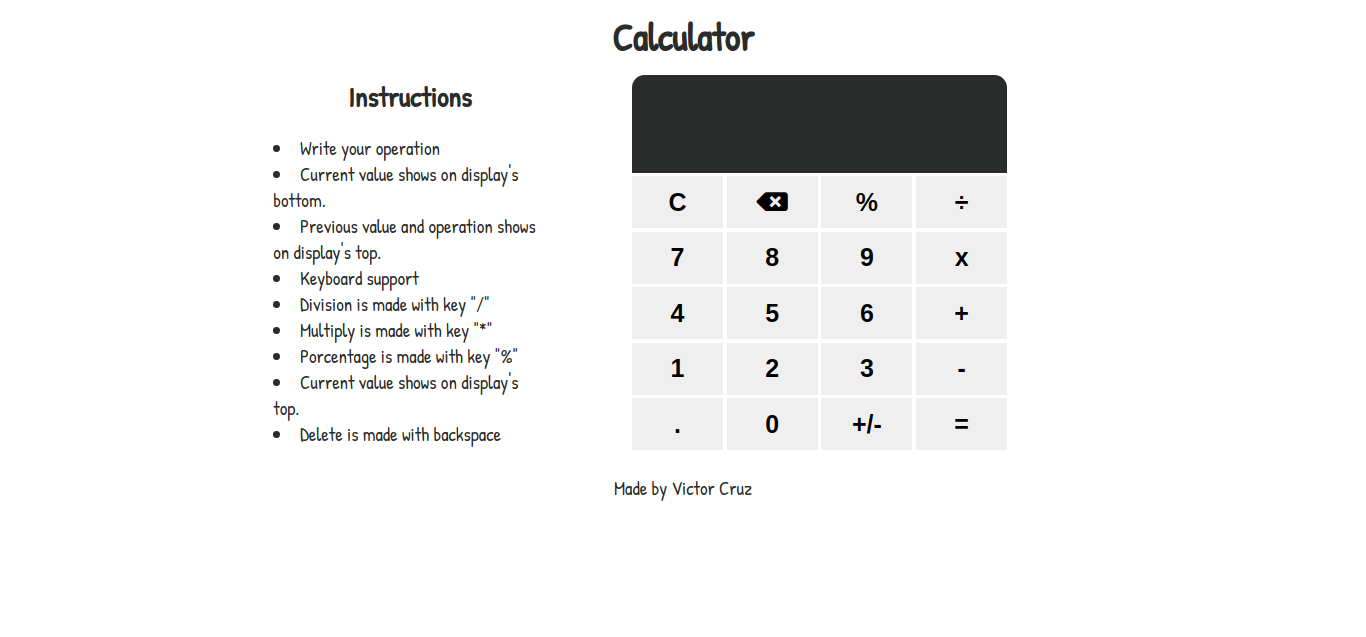 Calculator
Instructions
• Write your operation
• Current value shows on display's
bottom.
• Previous value and operation shows
on display's top.
• Keyboard support
• Division is made with key "/"
• Multiply is made with key "*"
• Porcentage is made with key "%"
• Current value shows on display's
top.
• Delete is made with backspace
C % ÷
7 8 9 x
4 5 6 +
1 2 3 -
. 0 +/- =
Made by Victor Cruz